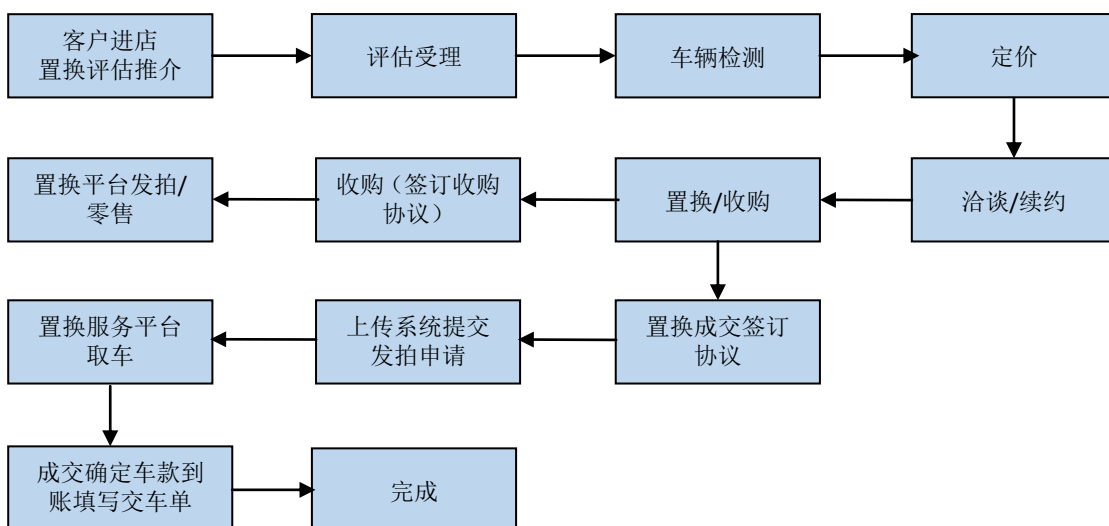 客户进店
置换评估推介
评估受理
车辆检测
定价
置换平台发拍/
零售
收购（签订收购
协议）
置换/收购
洽谈/续约
置换服务平台
取车
上传系统提交
发拍申请
置换成交签订
协议
成交确定车款到
账填写交车单
完成